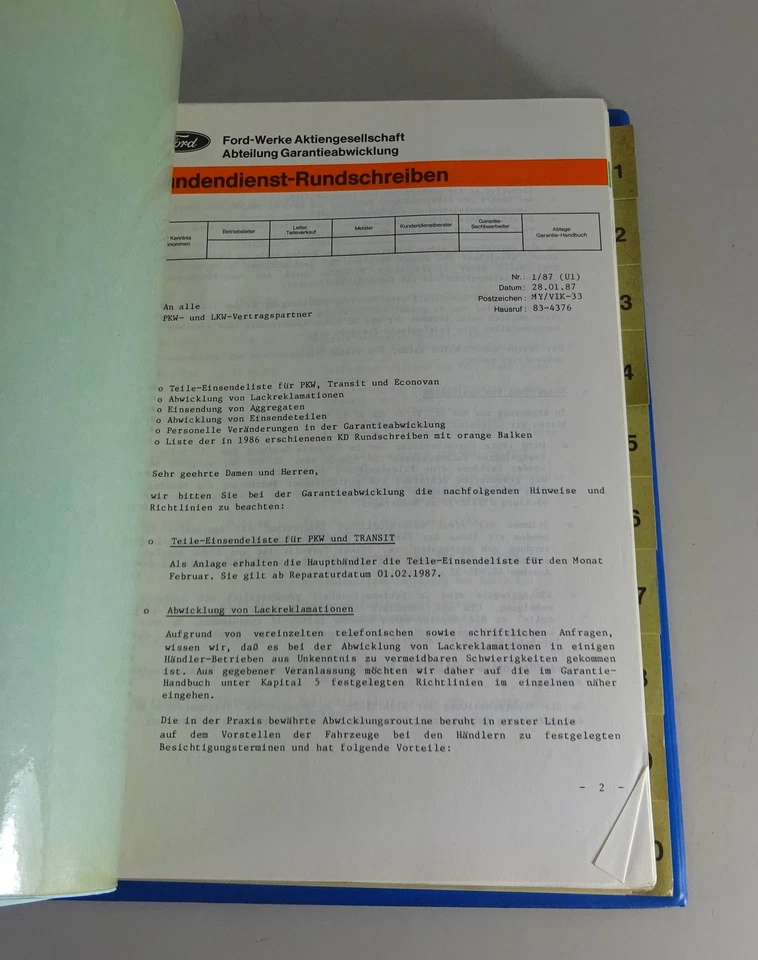 Ford
Ford-Werke Aktiengesellschaft
Abteilung Garantieabwicklung
undendienst-Rundschreiben
Kenntnis
nommen
Betriebsleiter
Leiter
Teileverkauf
Meister
Kundendienstberater
Garantie-
Sachbearbeiter
Ablage:
Garantie-Handbuch
Nr.: 1/87 (U1)
Datum: 28.01.87
Postzeichen: MY/VIK-33
Hausruf: 83-4376
An alle
PKW- und LKW-Vertragspartner
o Teile-Einsendeliste für PKW, Transit und Econovan
o Abwicklung von Lackreklamationen
o Einsendung von Aggregaten
o Abwicklung von Einsendeteilen
o Personelle Veränderungen in der Garantieabwicklung
o Liste der in 1986 erschienenen KD Rundschreiben mit orange Balken
Sehr geehrte Damen und Herren,
wir bitten Sie bei der Garantieabwicklung die nachfolgenden Hinweise und
Richtlinien zu beachten:
o Teile-Einsendeliste für PKW und TRANSIT
Als Anlage erhalten die Haupthändler die Teile-Einsendeliste für den Monat
Februar. Sie gilt ab Reparaturdatum 01.02.1987.
o Abwicklung von Lackreklamationen
Aufgrund von vereinzelten telefonischen sowie schriftlichen Anfragen,
wissen wir, daß es bei der Abwicklung von Lackreklamationen in einigen
Händler-Betrieben aus Unkenntnis zu vermeidbaren Schwierigkeiten gekommen
ist. Aus gegebener Veranlassung möchten wir daher auf die im Garantie-
Handbuch unter Kapitel 5 festgelegten Richtlinien im einzelnen näher
eingehen.
Die in der Praxis bewährte Abwicklungsroutine beruht in erster Linie
auf dem Vorstellen der Fahrzeuge bei den Händlern zu festgelegten
Besichtigungsterminen und hat folgende Vorteile:
- 2 -
1
2
3
4
5
6
7
8
9
0